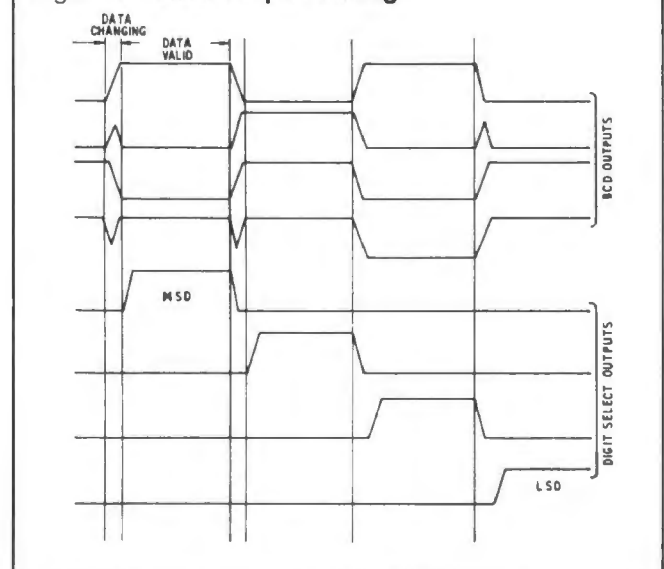 DATA
CHANGING
DATA
VALID
BCD OUTPUTS
MSD
DIGIT SELECT OUTPUTS
LSD